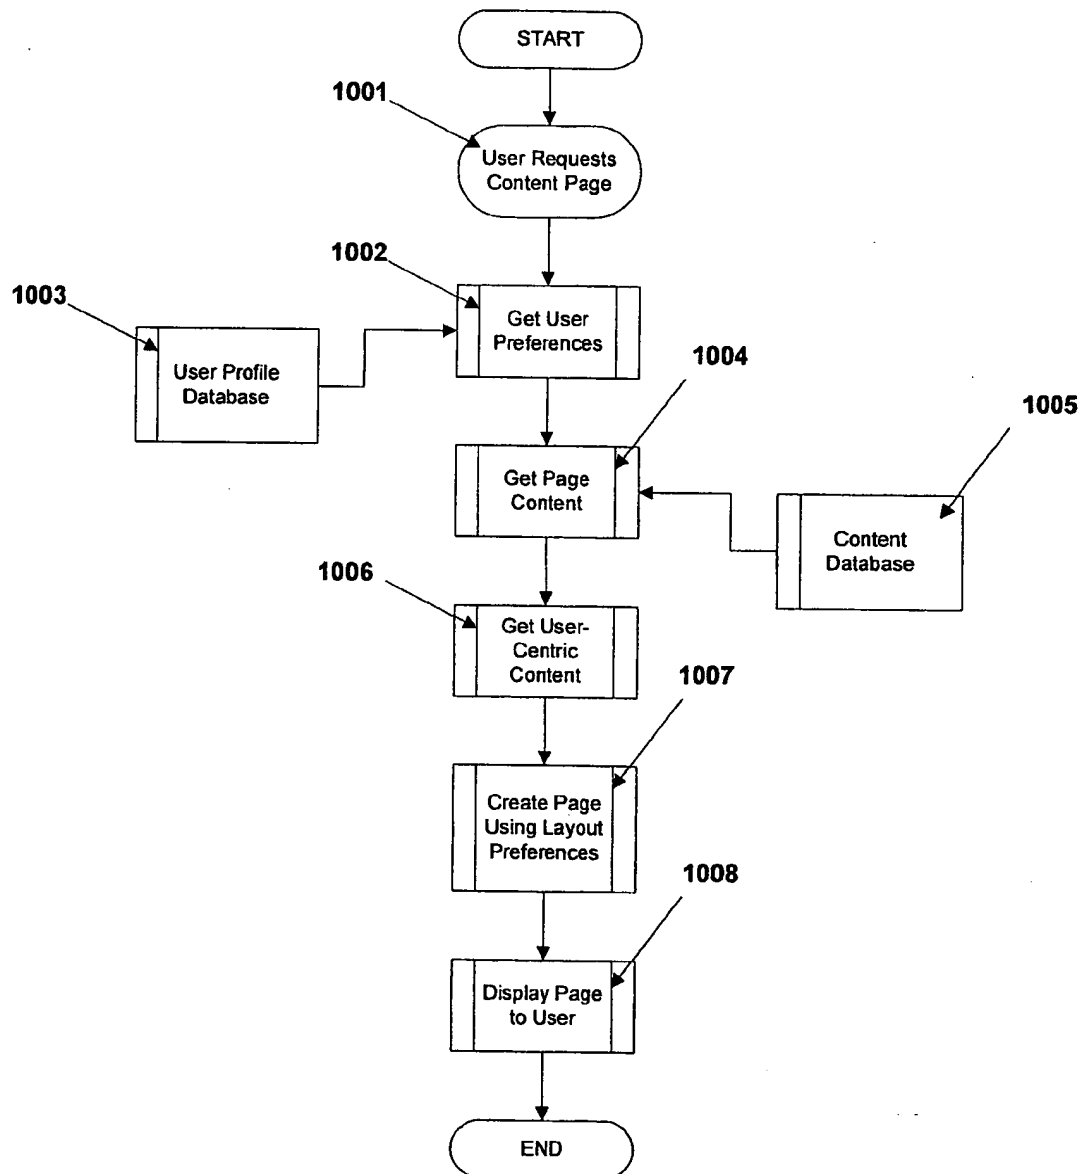 START
1001
User Requests
Content Page
1002
1003
Get User
Preferences
User Profile
Database
1004
1005
Get Page
Content
Content
Database
1006
Get User-
Centric
Content
1007
Create Page
Using Layout
Preferences
1008
Display Page
to User
END